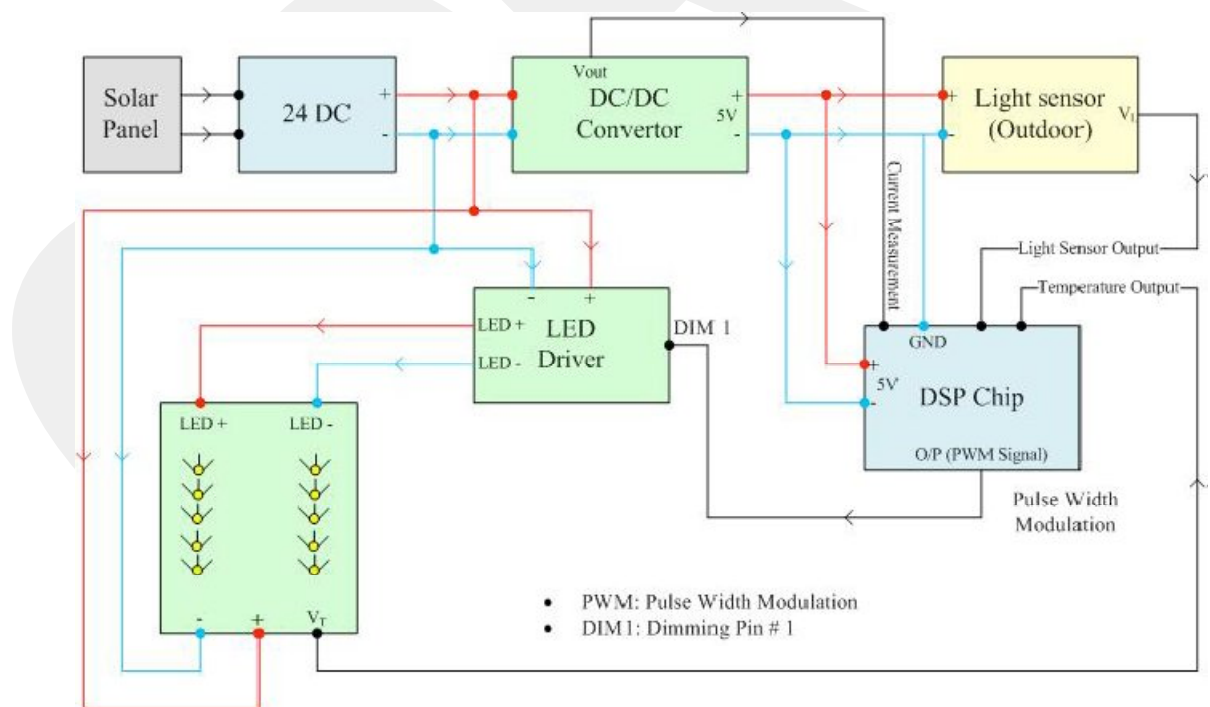 Solar
Panel
24 DC
+
-
Vout
DC/DC
Convertor
+
5V
-
+
-
Light sensor
(Outdoor)
VL
Current Measurement
Light Sensor Output
Temperature Output
-
+
LED +
LED -
LED
Driver
DIM 1
GND
+
5V
-
DSP Chip
O/P (PWM Signal)
Pulse Width
Modulation
LED +
LED -
-
+
VT
• PWM: Pulse Width Modulation
• DIM1: Dimming Pin # 1